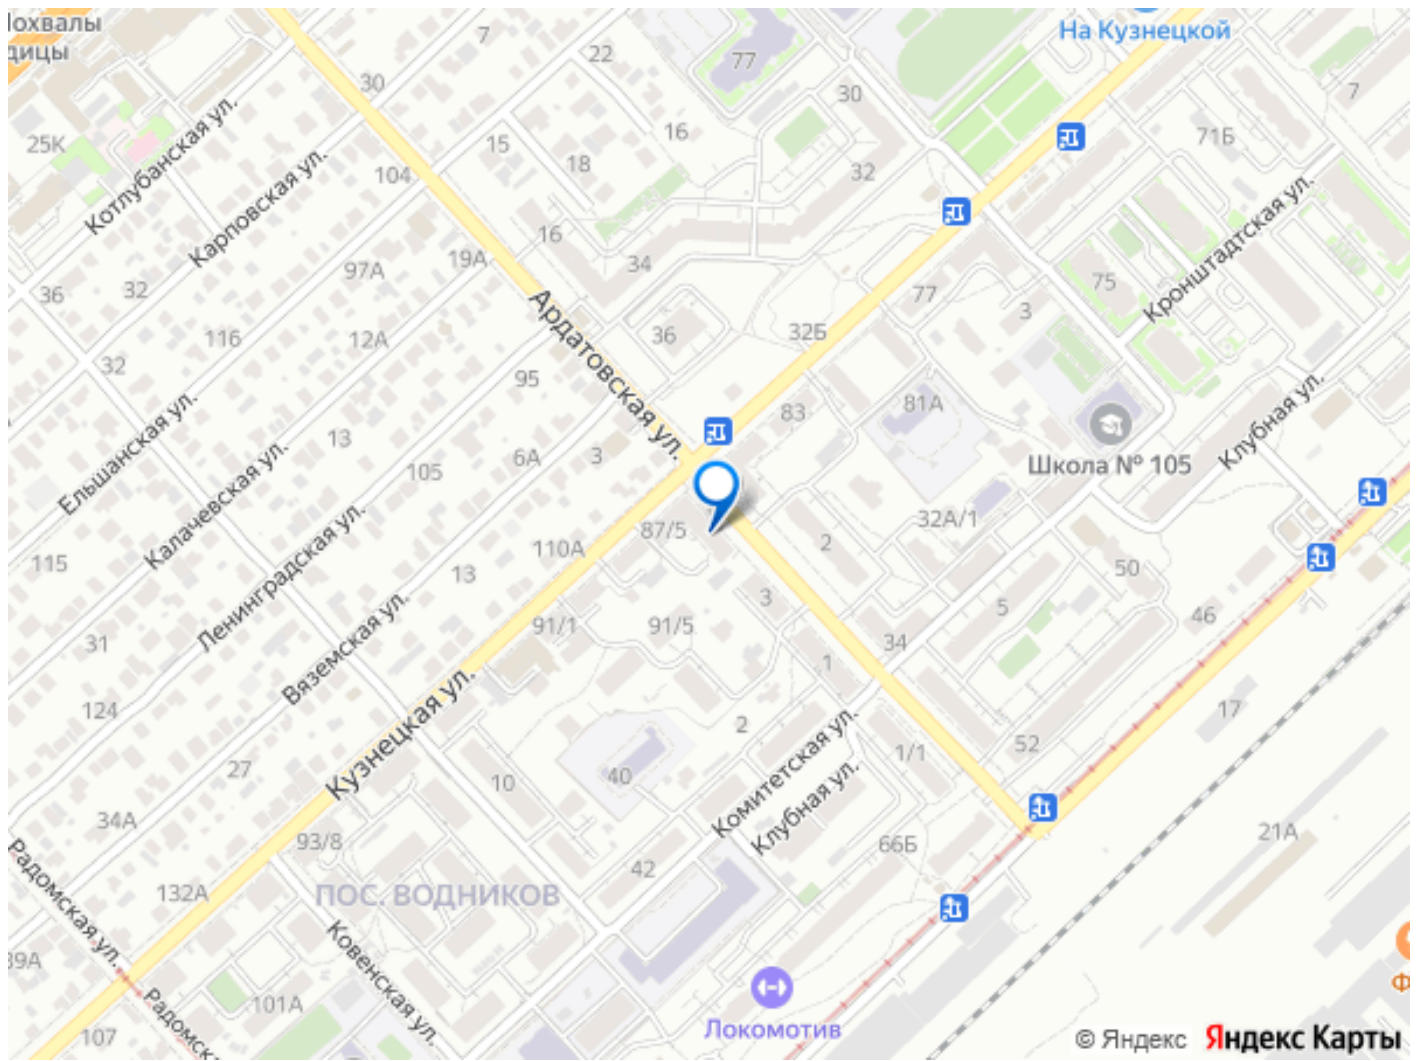 Похвалы
дицы
7
22
77
На Кузнецкой
30
30
7
25К
Котлубанская ул.
15
16
71Б
18
32
104
Карповская ул.
Кронштадтская ул.
16
19А
97А
34
36
32
75
77
3
Ардатовская ул.
36
32Б
116
12А
32
95
81А
83
Ельшанская ул.
13
6А
3
Школа № 105
Клубная ул.
105
Калачевская ул.
87/5
32А/1
110А
2
115
13
50
Ленинградская ул.
3
5
46
91/1
91/5
31
Вяземская ул.
34
1
124
Кузнецкая ул.
2
17
52
1/1
27
10
40
Комитетская ул.
Клубная ул.
34А
93/8
66Б
21А
42
132А
ПОС. ВОДНИКОВ
Радомская ул.
Ковенская ул.
39А
101А
107
Радомска
Локомотив
Ф
© Яндекс Яндекс Карты